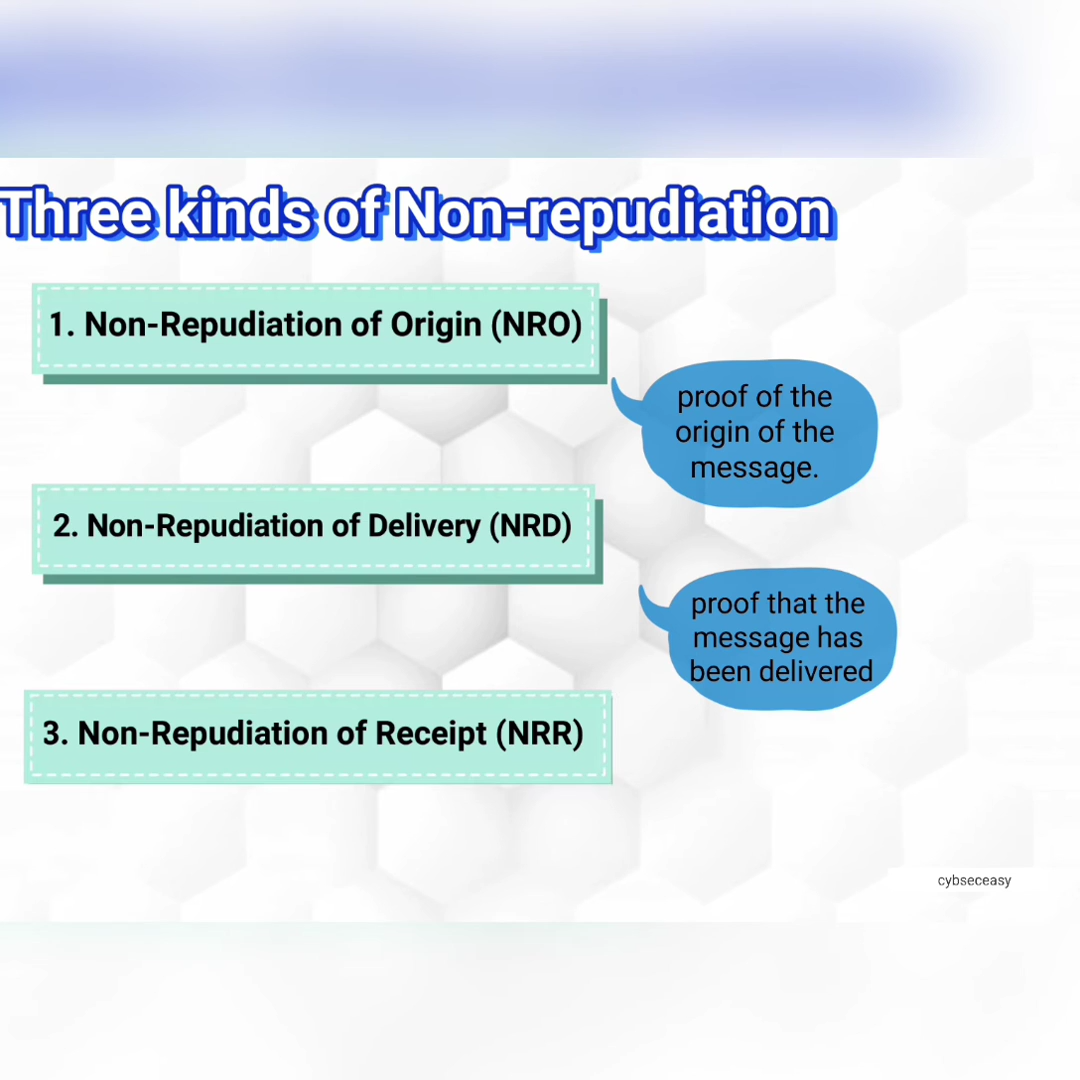 Three kinds of Non-repudiation
1. Non-Repudiation of Origin (NRO)
proof of the
origin of the
message.
2. Non-Repudiation of Delivery (NRD)
proof that the
message has
been delivered
3. Non-Repudiation of Receipt (NRR)
cybseceasy